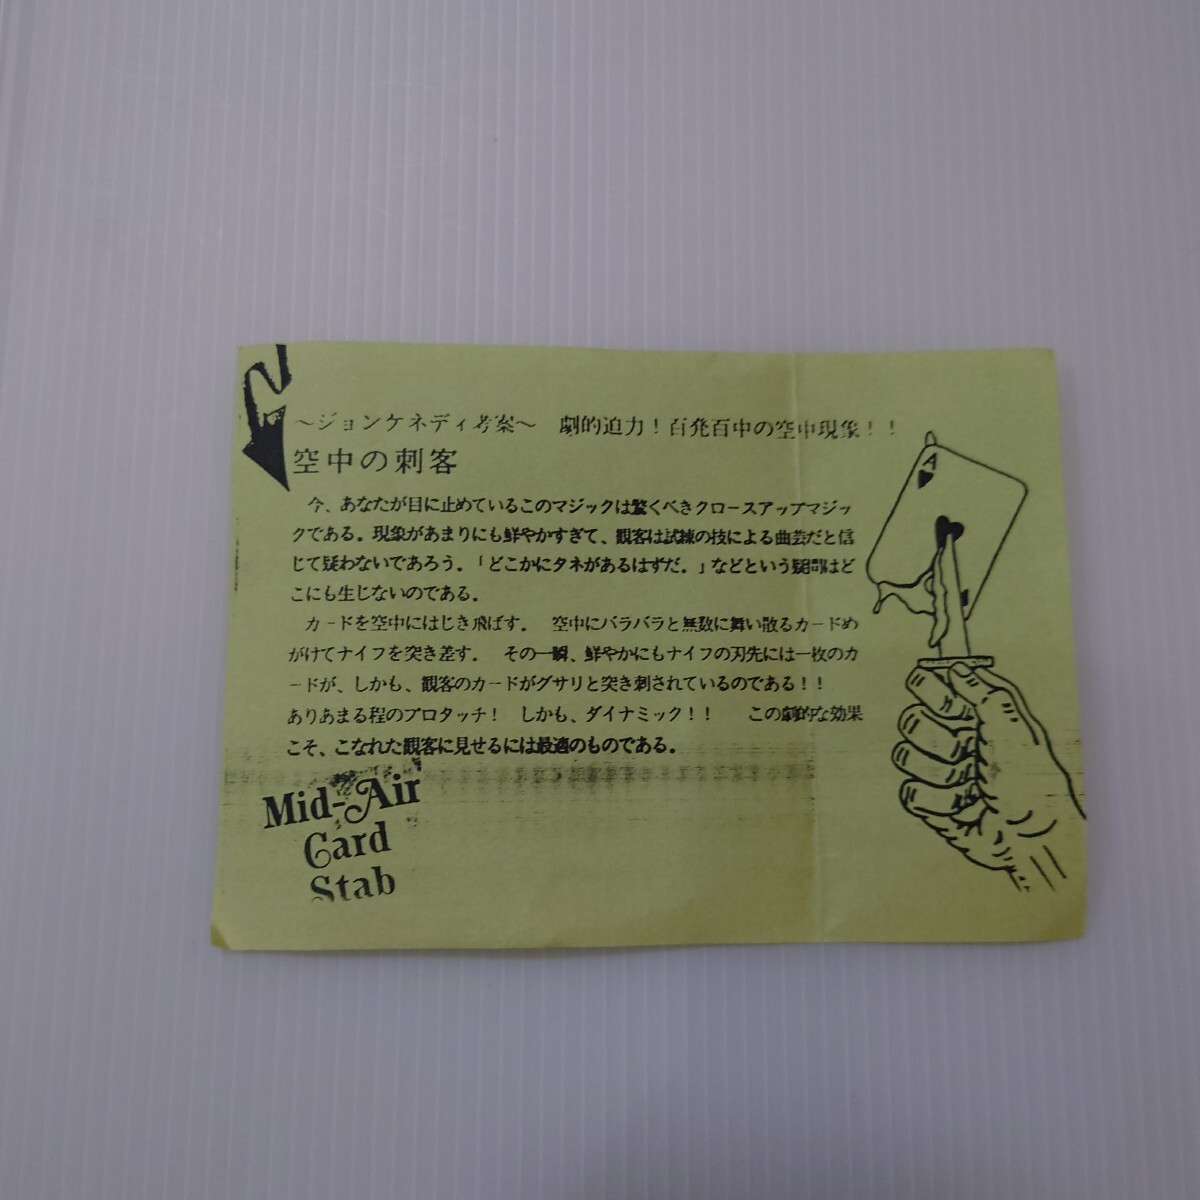 ～ジョンケネディ考案～　劇的迫力！百発百中の空中現象！！
空中の刺客
今、あなたが目に止めているこのマジックは驚くべきクロースアップマジッ
クである。現象があまりにも鮮やかすぎて、観客は試練の技による曲芸だと信
じて疑わないであろう。「どこかにタネがあるはずだ。」などという疑問はど
こにも生じないのである。
カードを空中にはじき飛ばす。　空中にバラバラと無数に舞い散るカードめ
がけてナイフを突き差す。　その一瞬、鮮やかにもナイフの刃先には一枚のカ
ードが、しかも、観客のカードがグサリと突き刺されているのである！！
ありあまる程のプロタッチ！　しかも、ダイナミック！！　　この劇的な効果
こそ、こなれた観客に見せるには最適のものである。
Mid-Air
Card
Stab
A